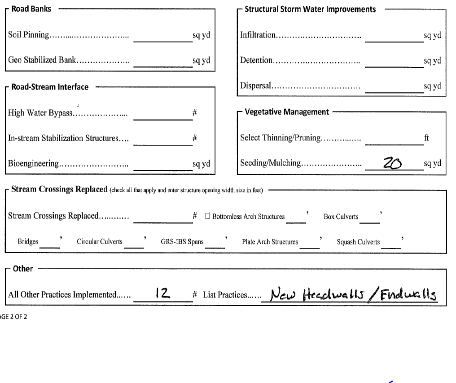 Road Banks
Soil Pinning.................. sq yd
Geo Stabilized Bank.................. sq yd
Road-Stream Interface
High Water Bypass.................. #
In-stream Stabilization Structures.... #
Bioengineering.................. sq yd
Structural Storm Water Improvements
Infiltration.................. sq yd
Detention.................. sq yd
Dispersal.................. sq yd
Vegetative Management
Select Thinning/Pruning............ ft
Seeding/Mulching.................. 20 sq yd
Stream Crossings Replaced (check all that apply and enter structure opening width size in feet)
Stream Crossings Replaced........... # ☐ Bottomless Arch Structures ' Box Culverts '
Bridges ' Circular Culverts ' GRS-IBS Spans ' Plate Arch Structures ' Squash Culverts '
Other
All Other Practices Implemented...... 12 # List Practices...... New Headwalls / Endwalls
GE 2 OF 2